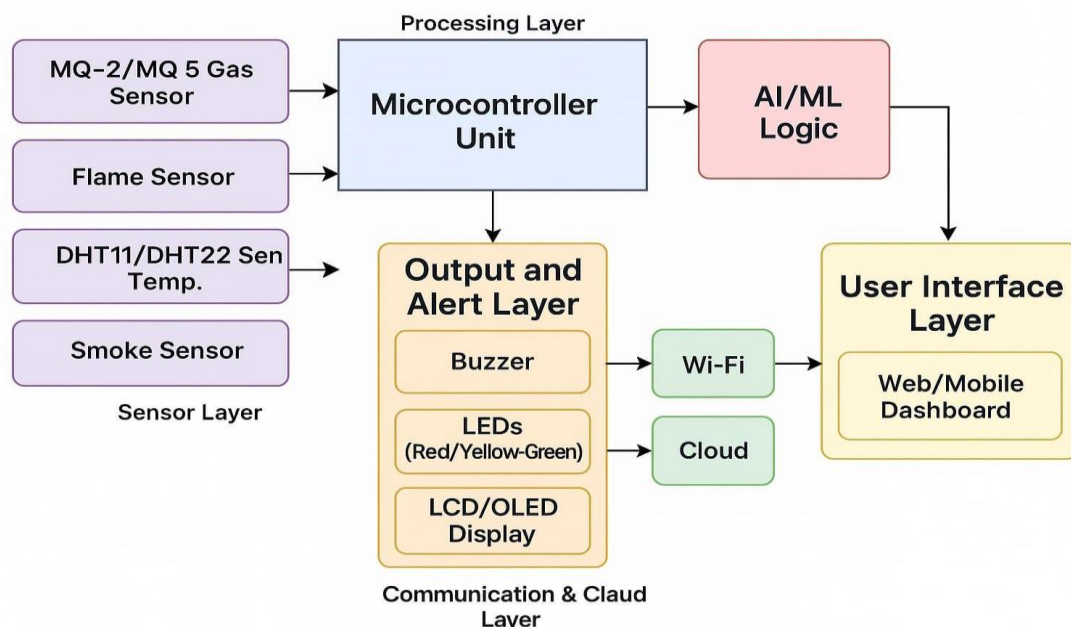 Processing Layer
MQ-2/MQ 5 Gas
Sensor
Flame Sensor
DHT11/DHT22 Sen
Temp.
Smoke Sensor
Sensor Layer
Microcontroller
Unit
AI/ML
Logic
Output and
Alert Layer
Buzzer
LEDs
(Red/Yellow-Green)
LCD/OLED
Display
Wi-Fi
Cloud
User Interface
Layer
Web/Mobile
Dashboard
Communication & Claud
Layer